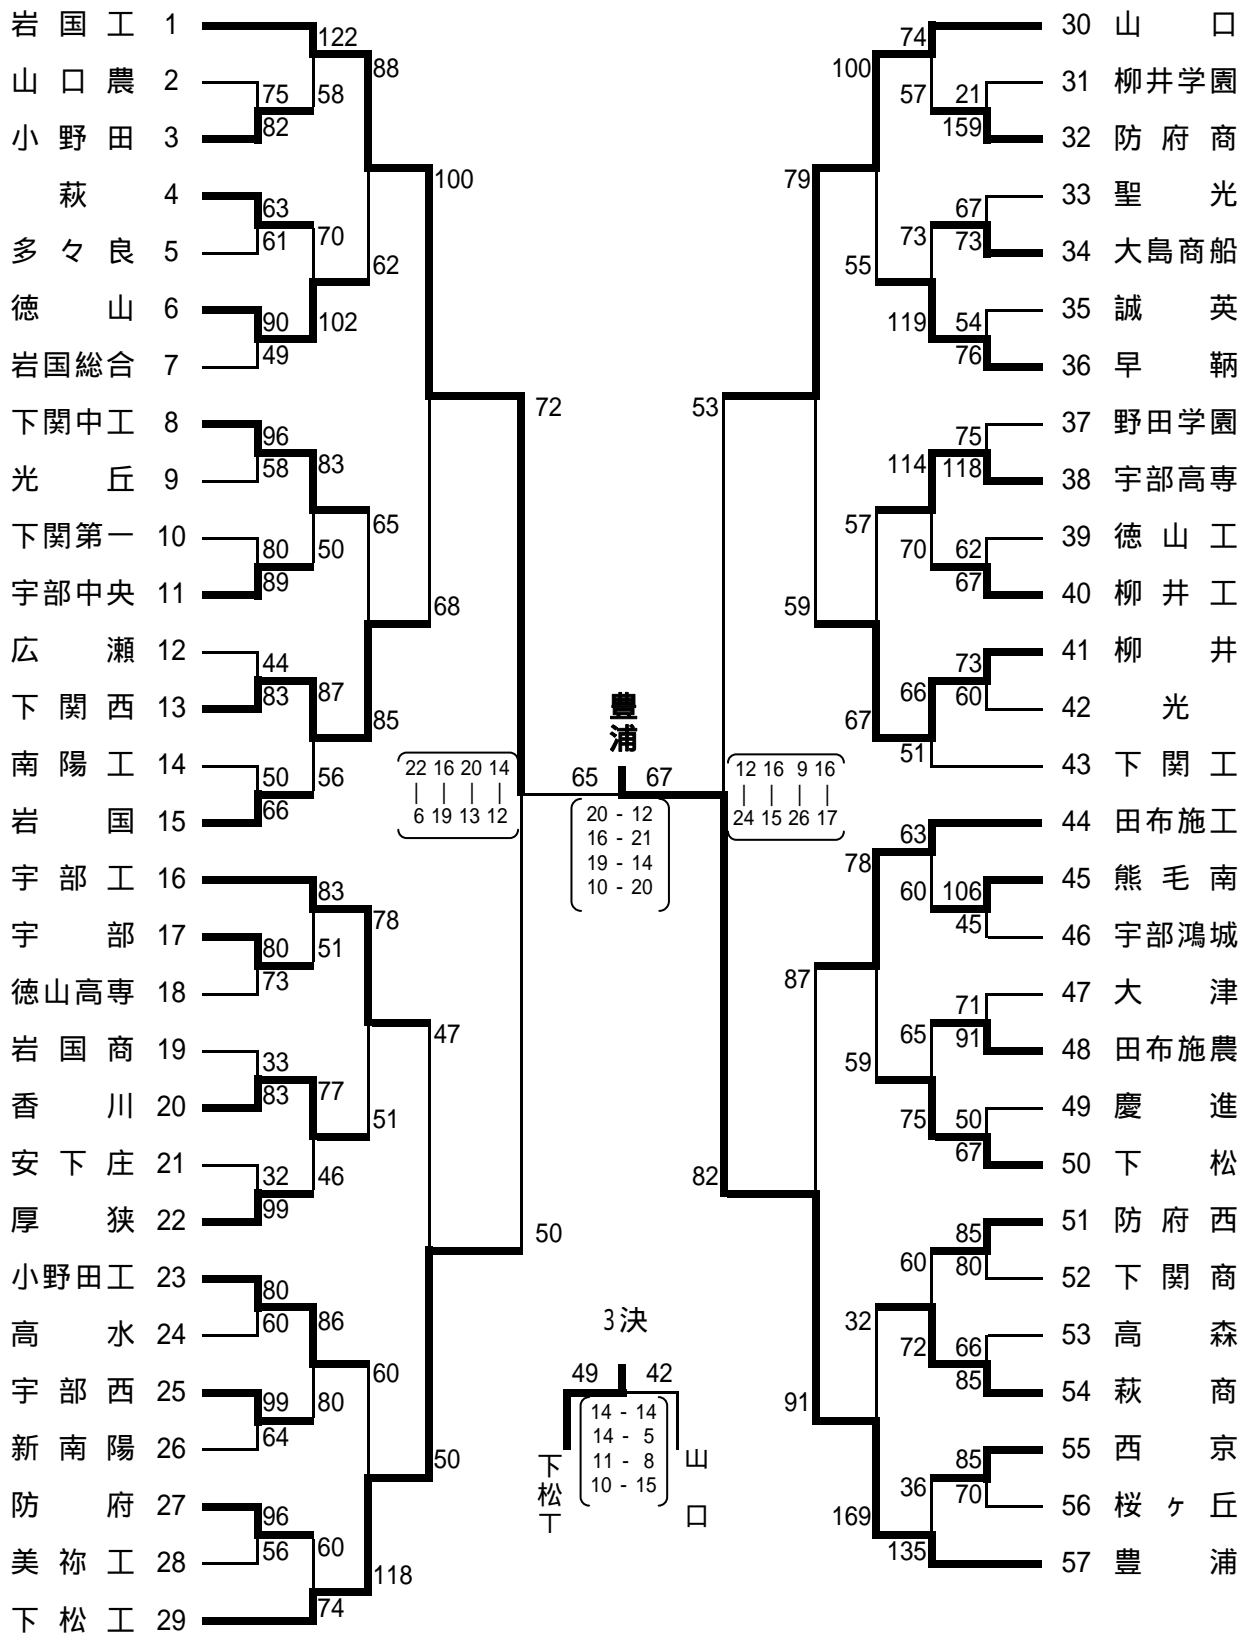 岩国工 1
122
88
山口農 2
75
58
小野田 3
82
100
萩 4
63
70
多々良 5
61
62
徳山 6
90
102
岩国総合 7
49
72
下関中工 8
96
83
光丘 9
58
65
下関第一 10
80
50
宇部中央 11
89
68
広瀬 12
44
87
下関西 13
83
85
南陽工 14
50
56
岩国 15
66
宇部工 16
83
78
宇部 17
80
51
徳山高専 18
73
47
岩国商 19
33
77
香川 20
83
51
安下庄 21
32
46
厚狭 22
99
50
小野田工 23
80
86
高水 24
60
60
宇部西 25
99
80
新南陽 26
64
50
防府 27
96
60
美祢工 28
56
118
下松工 29
74
22 16 20 14
| | | |
6 19 13 12
豊浦
65 67
20 - 12
16 - 21
19 - 14
10 - 20
12 16 9 16
| | | |
24 15 26 17
3決
49 42
14 - 14
14 - 5
11 - 8
10 - 15
下松工
山口
74
30 山口
100
57
21
31 柳井学園
159
32 防府商
79
67
33 聖光
73
73
34 大島商船
55
54
35 誠英
119
76
36 早鞆
53
75
37 野田学園
114
118
38 宇部高専
57
62
39 徳山工
70
67
40 柳井工
59
73
41 柳井
66
60
42 光
67
51
43 下関工
63
44 田布施工
78
60
106
45 熊毛南
45
46 宇部鴻城
87
71
47 大津
65
91
48 田布施農
59
50
49 慶進
75
67
50 下松
82
85
51 防府西
60
80
52 下関商
32
66
53 高森
72
85
54 萩商
91
85
55 西京
36
70
56 桜ヶ丘
169
135
57 豊浦